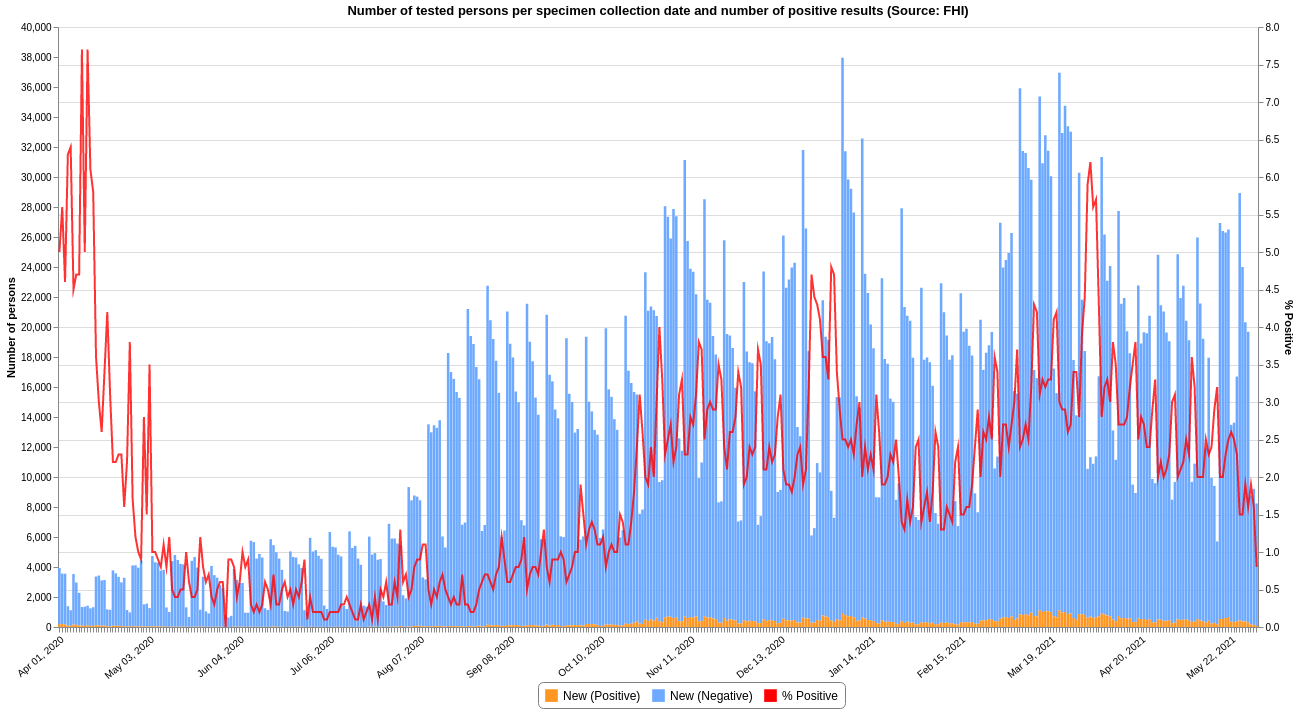 Number of tested persons per specimen collection date and number of positive results (Source: FHI)
40,000
38,000
36,000
34,000
32,000
30,000
28,000
26,000
24,000
22,000
20,000
18,000
16,000
14,000
12,000
10,000
8,000
6,000
4,000
2,000
0
Number of persons
8.0
7.5
7.0
6.5
6.0
5.5
5.0
4.5
4.0
3.5
3.0
2.5
2.0
1.5
1.0
0.5
0.0
% Positive
Apr 01, 2020
May 03, 2020
Jun 04, 2020
Jul 06, 2020
Aug 07, 2020
Sep 08, 2020
Oct 10, 2020
Nov 11, 2020
Dec 13, 2020
Jan 14, 2021
Feb 15, 2021
Mar 19, 2021
Apr 20, 2021
May 22, 2021
New (Positive) New (Negative) % Positive